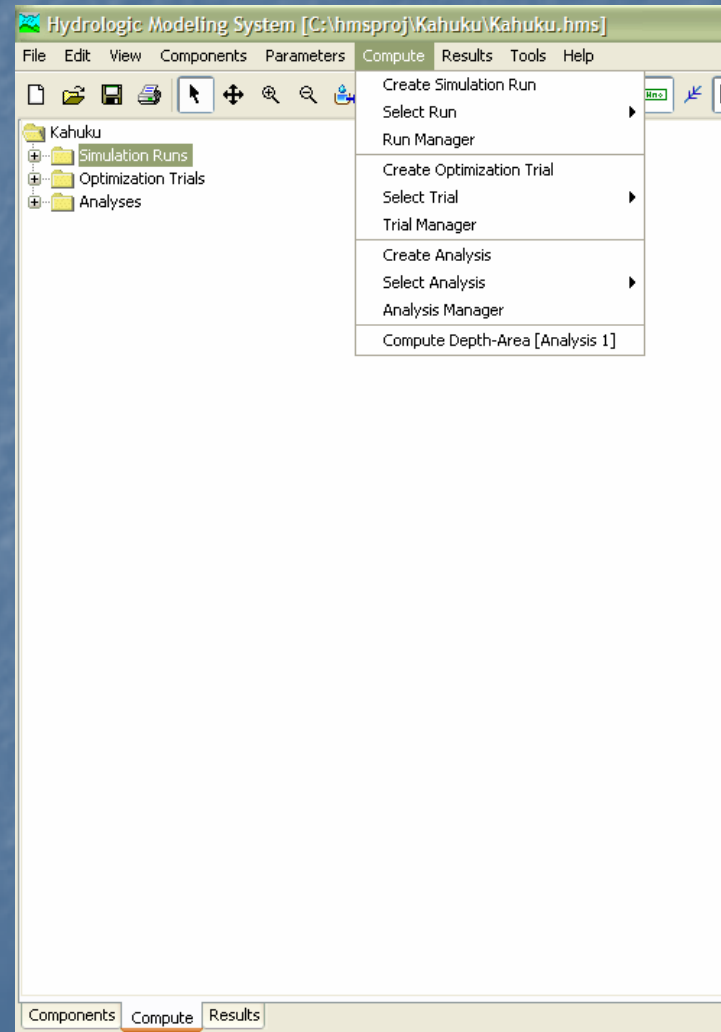 Hydrologic Modeling System [C:\hmsproj\Kahuku\Kahuku.hms]
File Edit View Components Parameters Compute Results Tools Help
Kahuku
Simulation Runs
Optimization Trials
Analyses
Create Simulation Run
Select Run
Run Manager
Create Optimization Trial
Select Trial
Trial Manager
Create Analysis
Select Analysis
Analysis Manager
Compute Depth-Area [Analysis 1]
Components Compute Results